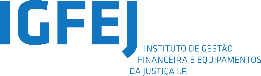 IGFEJ
INSTITUTO DE GESTÃO
FINANCEIRA E EQUIPAMENTOS
DA JUSTIÇA I.P.